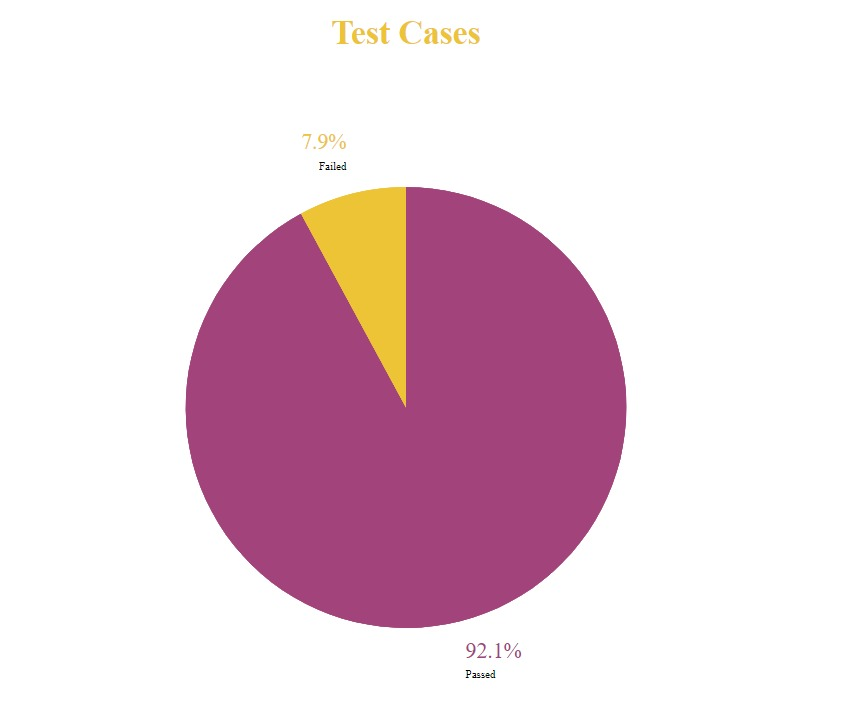 Test Cases
7.9%
Failed
92.1%
Passed